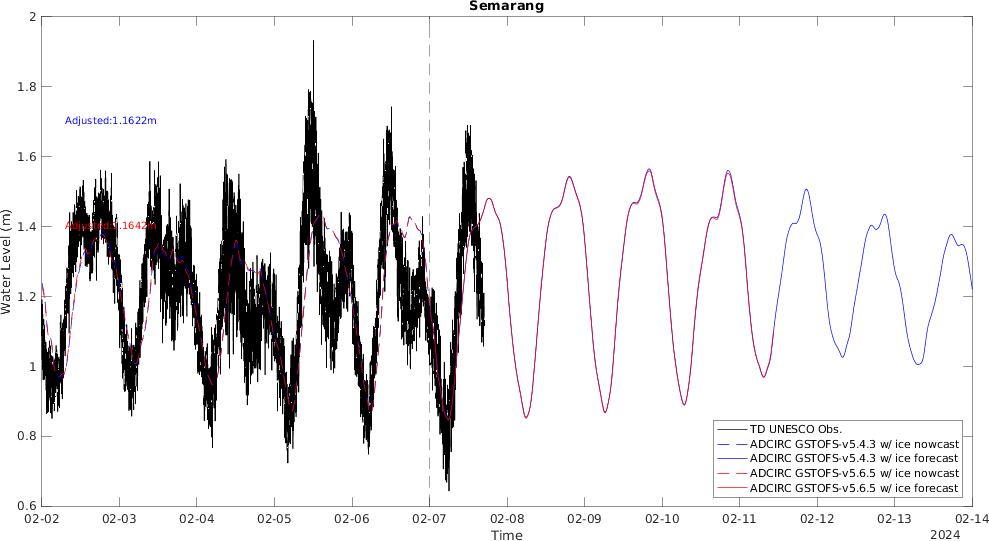 Semarang
2
1.8
1.6
1.4
1.2
1
0.8
0.6
Water Level (m)
Adjusted:1.1622m
Adjusted:1.1642m
TD UNESCO Obs.
ADCIRC GSTOFS-v5.4.3 w/ ice nowcast
ADCIRC GSTOFS-v5.4.3 w/ ice forecast
ADCIRC GSTOFS-v5.6.5 w/ ice nowcast
ADCIRC GSTOFS-v5.6.5 w/ ice forecast
02-02 02-03 02-04 02-05 02-06 02-07 02-08 02-09 02-10 02-11 02-12 02-13 02-14
Time
2024